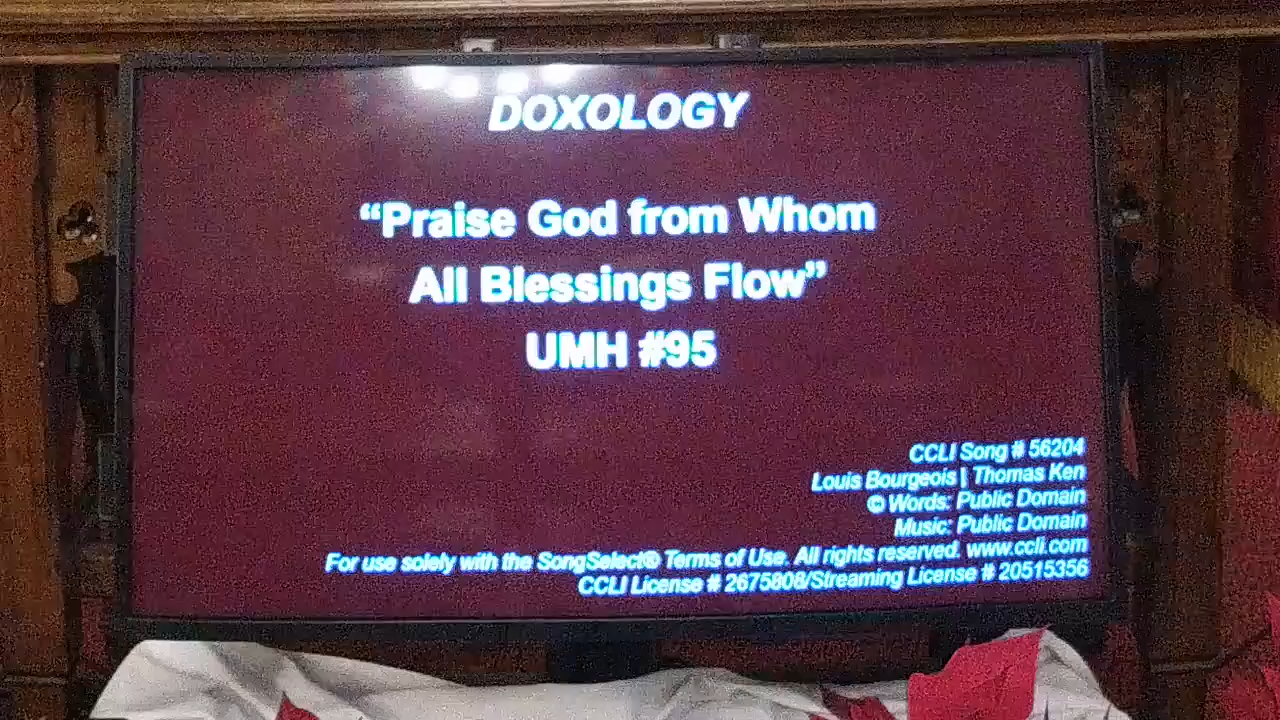 DOXOLOGY
“Praise God from Whom
All Blessings Flow”
UMH #95
CCLI Song # 56204
Louis Bourgeois | Thomas Ken
© Words: Public Domain
Music: Public Domain
For use solely with the SongSelect® Terms of Use. All rights reserved. www.ccli.com
CCLI License # 2675808/Streaming License # 20515356